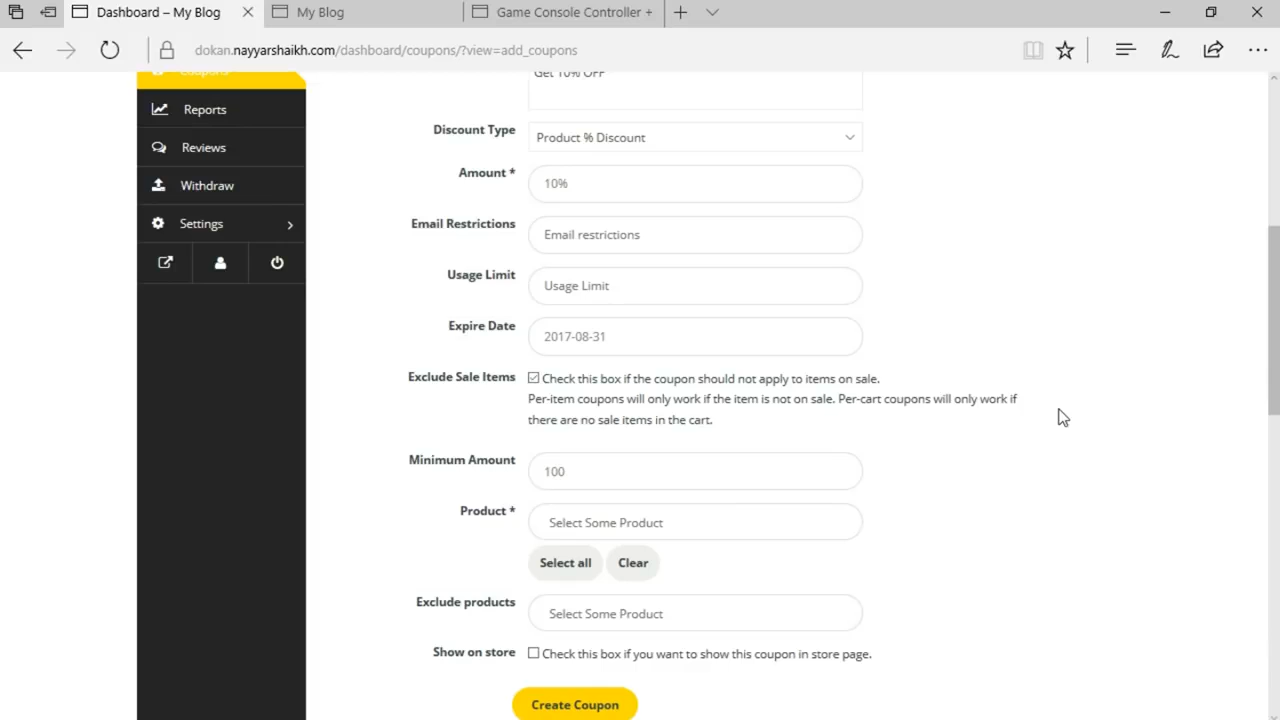 Dashboard – My Blog
My Blog
Game Console Controller +
dokan.nayyarshaikh.com/dashboard/coupons/?view=add_coupons
Coupons
Reports
Reviews
Withdraw
Settings
Get 10% OFF
Discount Type
Product % Discount
Amount *
10%
Email Restrictions
Email restrictions
Usage Limit
Usage Limit
Expire Date
2017-08-31
Exclude Sale Items
Check this box if the coupon should not apply to items on sale.
Per-item coupons will only work if the item is not on sale. Per-cart coupons will only work if
there are no sale items in the cart.
Minimum Amount
100
Product *
Select Some Product
Select all
Clear
Exclude products
Select Some Product
Show on store
Check this box if you want to show this coupon in store page.
Create Coupon